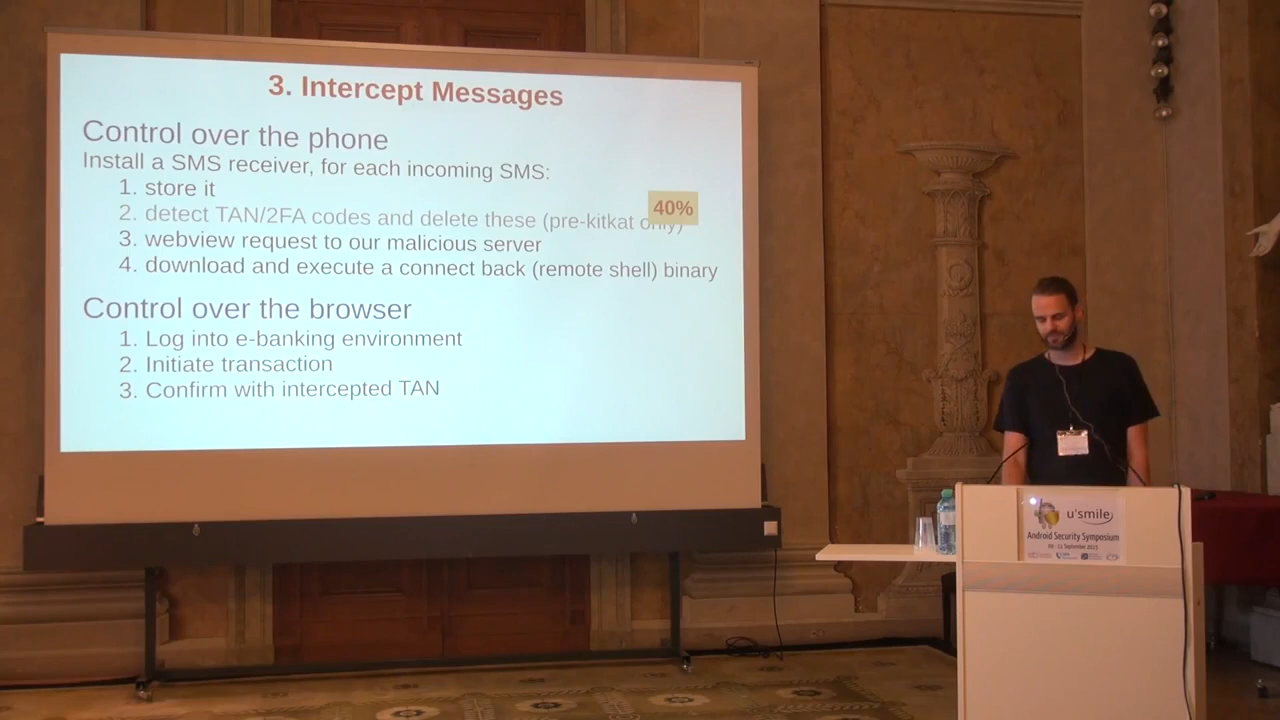 3. Intercept Messages
Control over the phone
Install a SMS receiver, for each incoming SMS:
1. store it
40%
2. detect TAN/2FA codes and delete these (pre-kitkat only)
3. webview request to our malicious server
4. download and execute a connect back (remote shell) binary
Control over the browser
1. Log into e-banking environment
2. Initiate transaction
3. Confirm with intercepted TAN
u'smile
Android Security Symposium